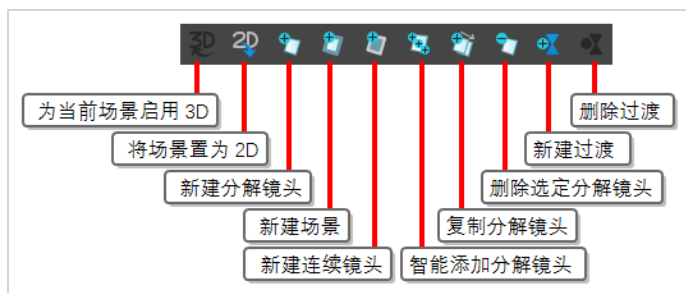 3D 2D
为当前场景启用 3D
删除过渡
将场景置为 2D
新建过渡
新建分解镜头
删除选定分解镜头
新建场景
复制分解镜头
新建连续镜头
智能添加分解镜头